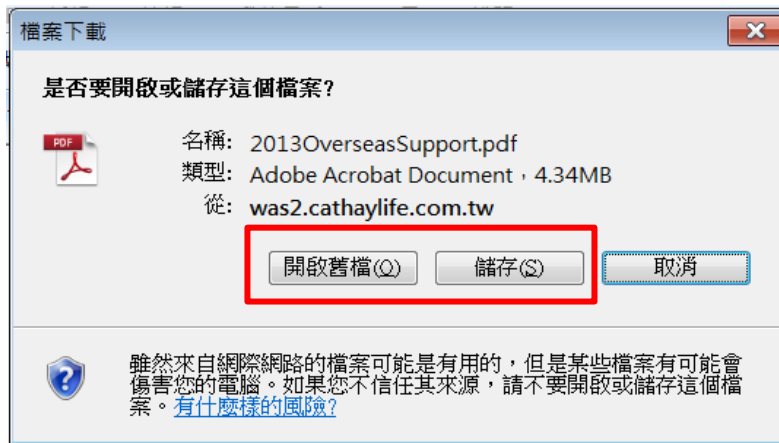 檔案下載
是否要開啟或儲存這個檔案?
PDF
名稱: 2013OverseasSupport.pdf
類型: Adobe Acrobat Document，4.34MB
從: was2.cathaylife.com.tw
開啟舊檔(O) 儲存(S) 取消
雖然來自網際網路的檔案可能是有用的，但是某些檔案有可能會
傷害您的電腦。如果您不信任其來源，請不要開啟或儲存這個檔
案。有什麼樣的風險?